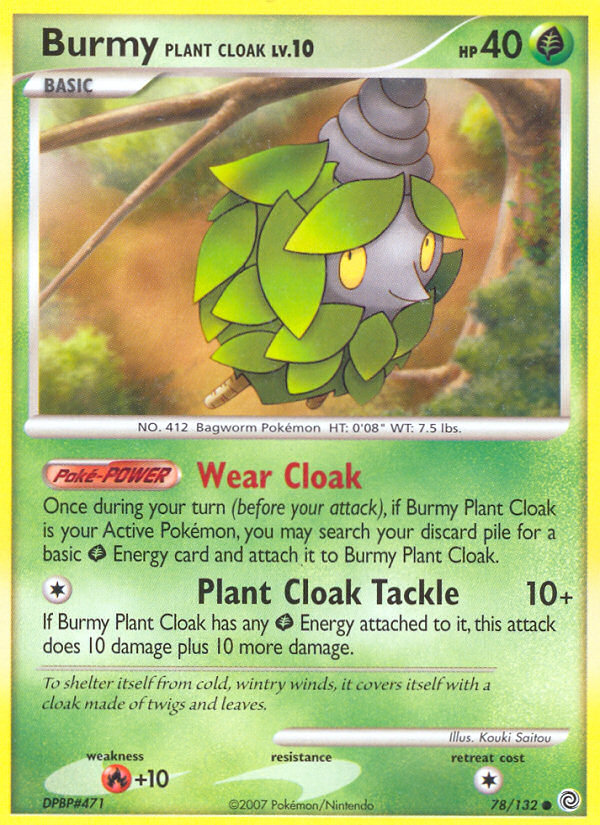 Burmy PLANT CLOAK LV.10 HP 40
BASIC
NO. 412 Bagworm Pokémon HT: 0'08" WT: 7.5 lbs.
Poké-POWER Wear Cloak
Once during your turn (before your attack), if Burmy Plant Cloak
is your Active Pokémon, you may search your discard pile for a
basic Energy card and attach it to Burmy Plant Cloak.
Plant Cloak Tackle 10+
If Burmy Plant Cloak has any Energy attached to it, this attack
does 10 damage plus 10 more damage.
To shelter itself from cold, wintry winds, it covers itself with a
cloak made of twigs and leaves.
Illus. Kouki Saitou
weakness resistance retreat cost
+10
DPBP#471 ©2007 Pokémon/Nintendo 78/132